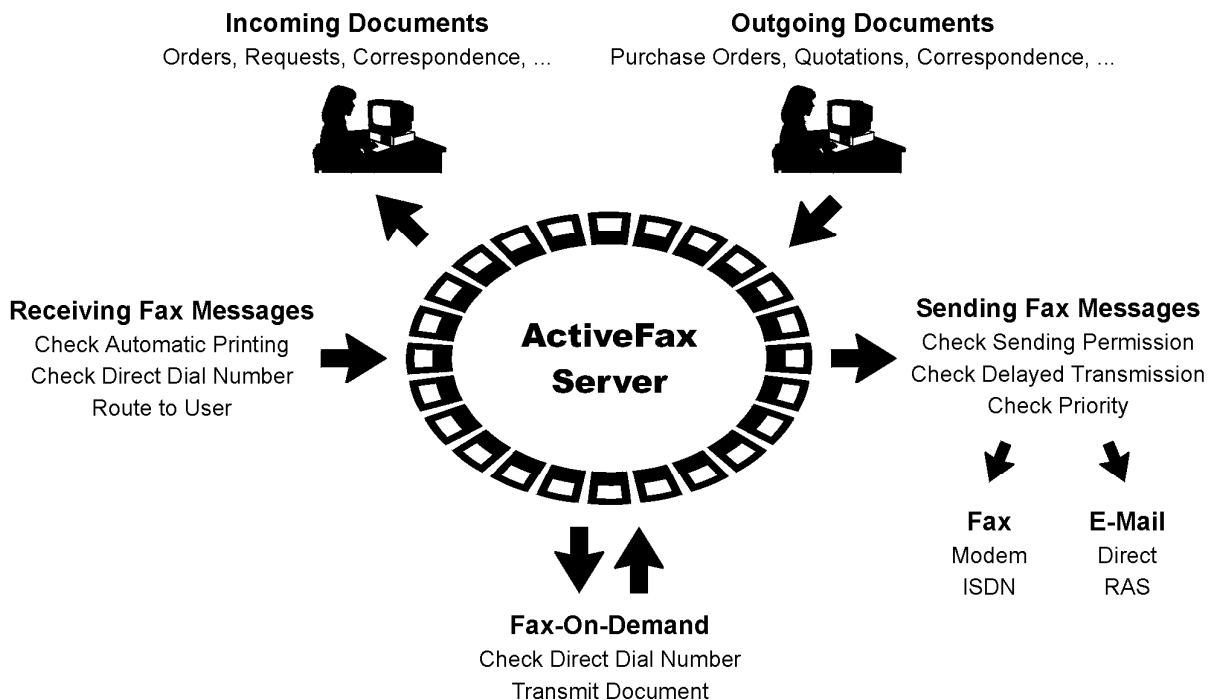 Incoming Documents
Orders, Requests, Correspondence, ...
Outgoing Documents
Purchase Orders, Quotations, Correspondence, ...
Receiving Fax Messages
Check Automatic Printing
Check Direct Dial Number
Route to User
ActiveFax
Server
Sending Fax Messages
Check Sending Permission
Check Delayed Transmission
Check Priority
Fax
Modem
ISDN
E-Mail
Direct
RAS
Fax-On-Demand
Check Direct Dial Number
Transmit Document